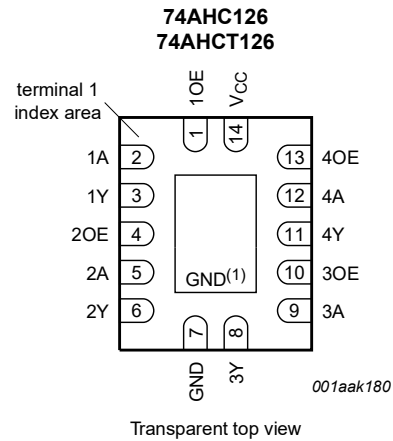 74AHC126
74AHCT126
terminal 1
index area
1OE
VCC
1
14
1A 2
13 4OE
1Y 3
12 4A
2OE 4
11 4Y
2A 5
GND(1)
10 3OE
2Y 6
9 3A
7
8
GND
3Y
001aak180
Transparent top view